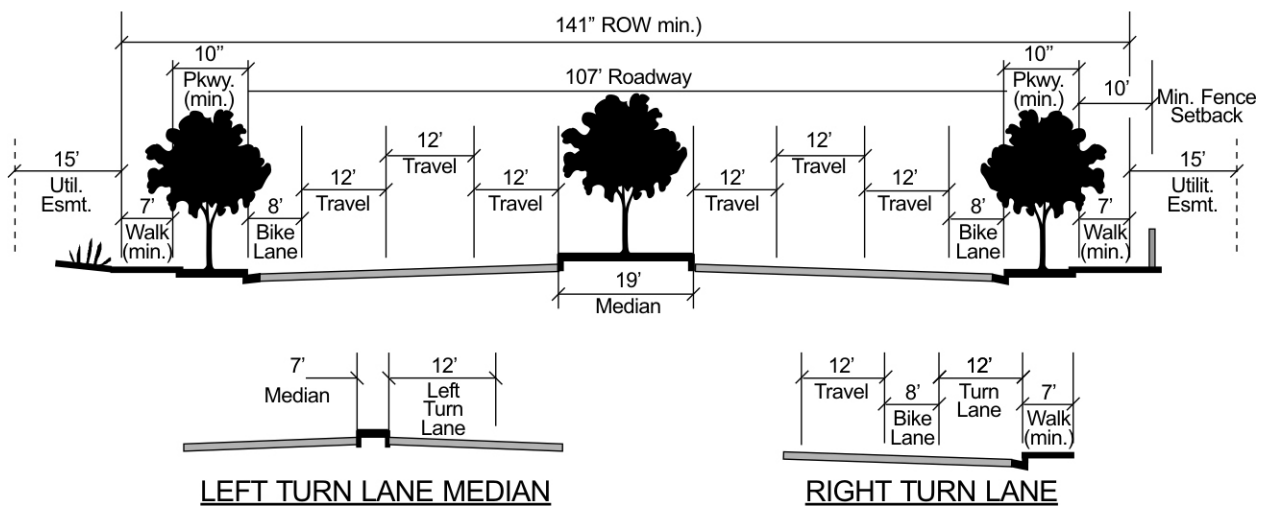 141” ROW min.)
10”
Pkwy.
(min.)
107’ Roadway
10”
Pkwy.
(min.)
10’
Min. Fence
Setback
15’
Util.
Esmt.
7’
Walk
(min.)
8’
Bike
Lane
12’
Travel
12’
Travel
12’
Travel
12’
Travel
12’
Travel
12’
Travel
8’
Bike
Lane
7’
Walk
(min.)
15’
Utilit.
Esmt.
19’
Median
7’
Median
12’
Left
Turn
Lane
LEFT TURN LANE MEDIAN
12’
Travel
8’
Bike
Lane
12’
Turn
Lane
7’
Walk
(min.)
RIGHT TURN LANE